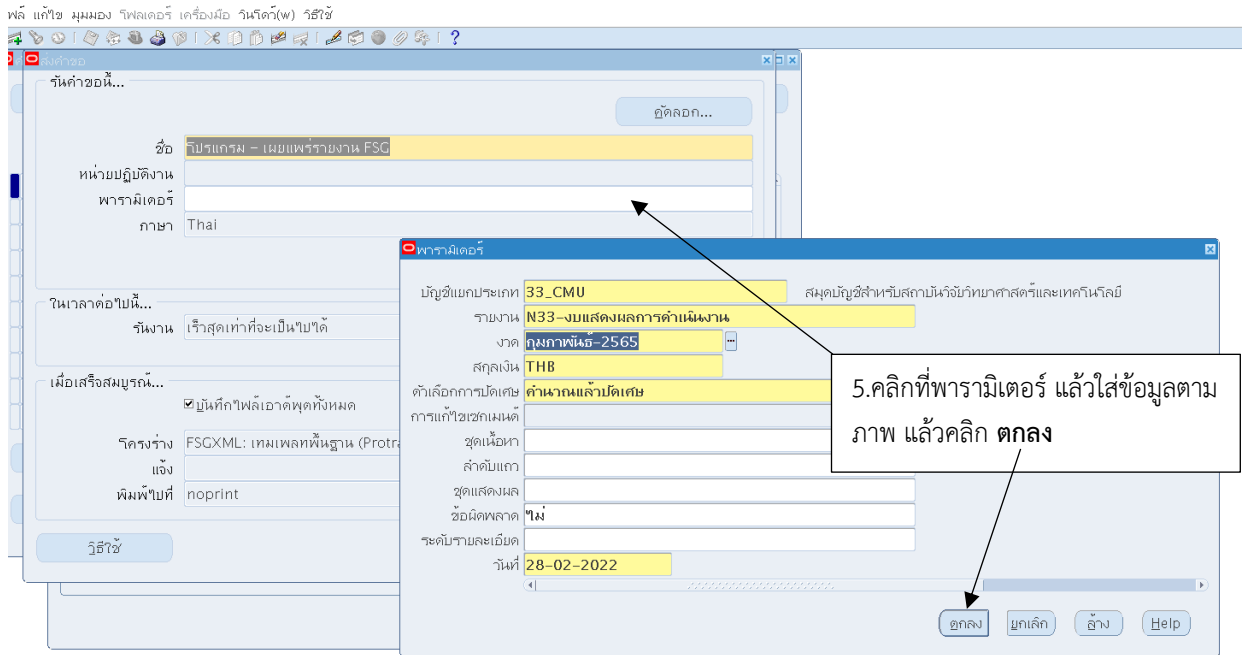 ฟล์ แก้ไข มุมมอง โฟลเดอร์ เครื่องมือ วินโดว์(w) วิธีใช้
ส่งคำขอ
รันคำขอนี้...
คัดลอก...
ชื่อ โปรแกรม - เผยแพร่รายงาน FSG
หน่วยปฏิบัติงาน
พารามิเตอร์
ภาษา Thai
ในเวลาต่อไปนี้...
รันงาน เร็วสุดเท่าที่จะเป็นไปได้
เมื่อเสร็จสมบูรณ์...
บันทึกไฟล์เอาต์พุตทั้งหมด
โครงร่าง FSGXML: เทมเพลทพื้นฐาน (Protra
แจ้ง
พิมพ์ไปที่ noprint
วิธีใช้
พารามิเตอร์
บัญชีแยกประเภท 33_CMU สมุดบัญชีสำหรับสถาบันวิจัยวิทยาศาสตร์และเทคโนโลยี
รายงาน N33-งบแสดงผลการดำเนินงาน
งวด กุมภาพันธ์-2565
สกุลเงิน THB
ตัวเลือกการปัดเศษ คำนวณแล้วปัดเศษ
การแก้ไขเซกเมนต์
ชุดเนื้อหา
ลำดับแถว
ชุดแสดงผล
ข้อผิดพลาด ไม่
ระดับรายละเอียด
วันที่ 28-02-2022
ตกลง ยกเลิก ล้าง Help
5.คลิกที่พารามิเตอร์ แล้วใส่ข้อมูลตาม
ภาพ แล้วคลิก ตกลง